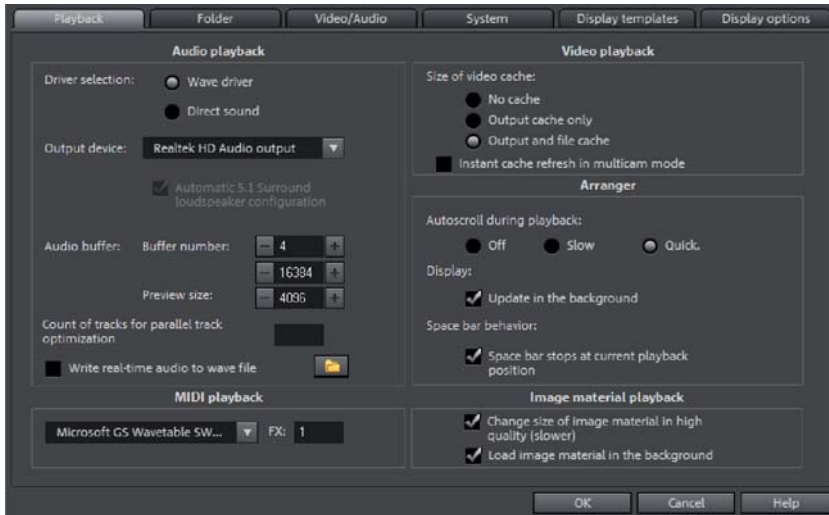 Playback
Folder
Video/Audio
System
Display templates
Display options
Audio playback
Driver selection:
Wave driver
Direct sound
Output device:
Realtek HD Audio output
Automatic 5.1 Surround
loudspeaker configuration
Audio buffer:
Buffer number:
4
16384
Preview size:
4096
Count of tracks for parallel track
optimization
Write real-time audio to wave file
MIDI playback
Microsoft GS Wavetable SW...
FX:
1
Video playback
Size of video cache:
No cache
Output cache only
Output and file cache
Instant cache refresh in multicam mode
Arranger
Autoscroll during playback:
Off
Slow
Quick.
Display:
Update in the background
Space bar behavior:
Space bar stops at current playback
position
Image material playback
Change size of image material in high
quality (slower)
Load image material in the background
OK
Cancel
Help